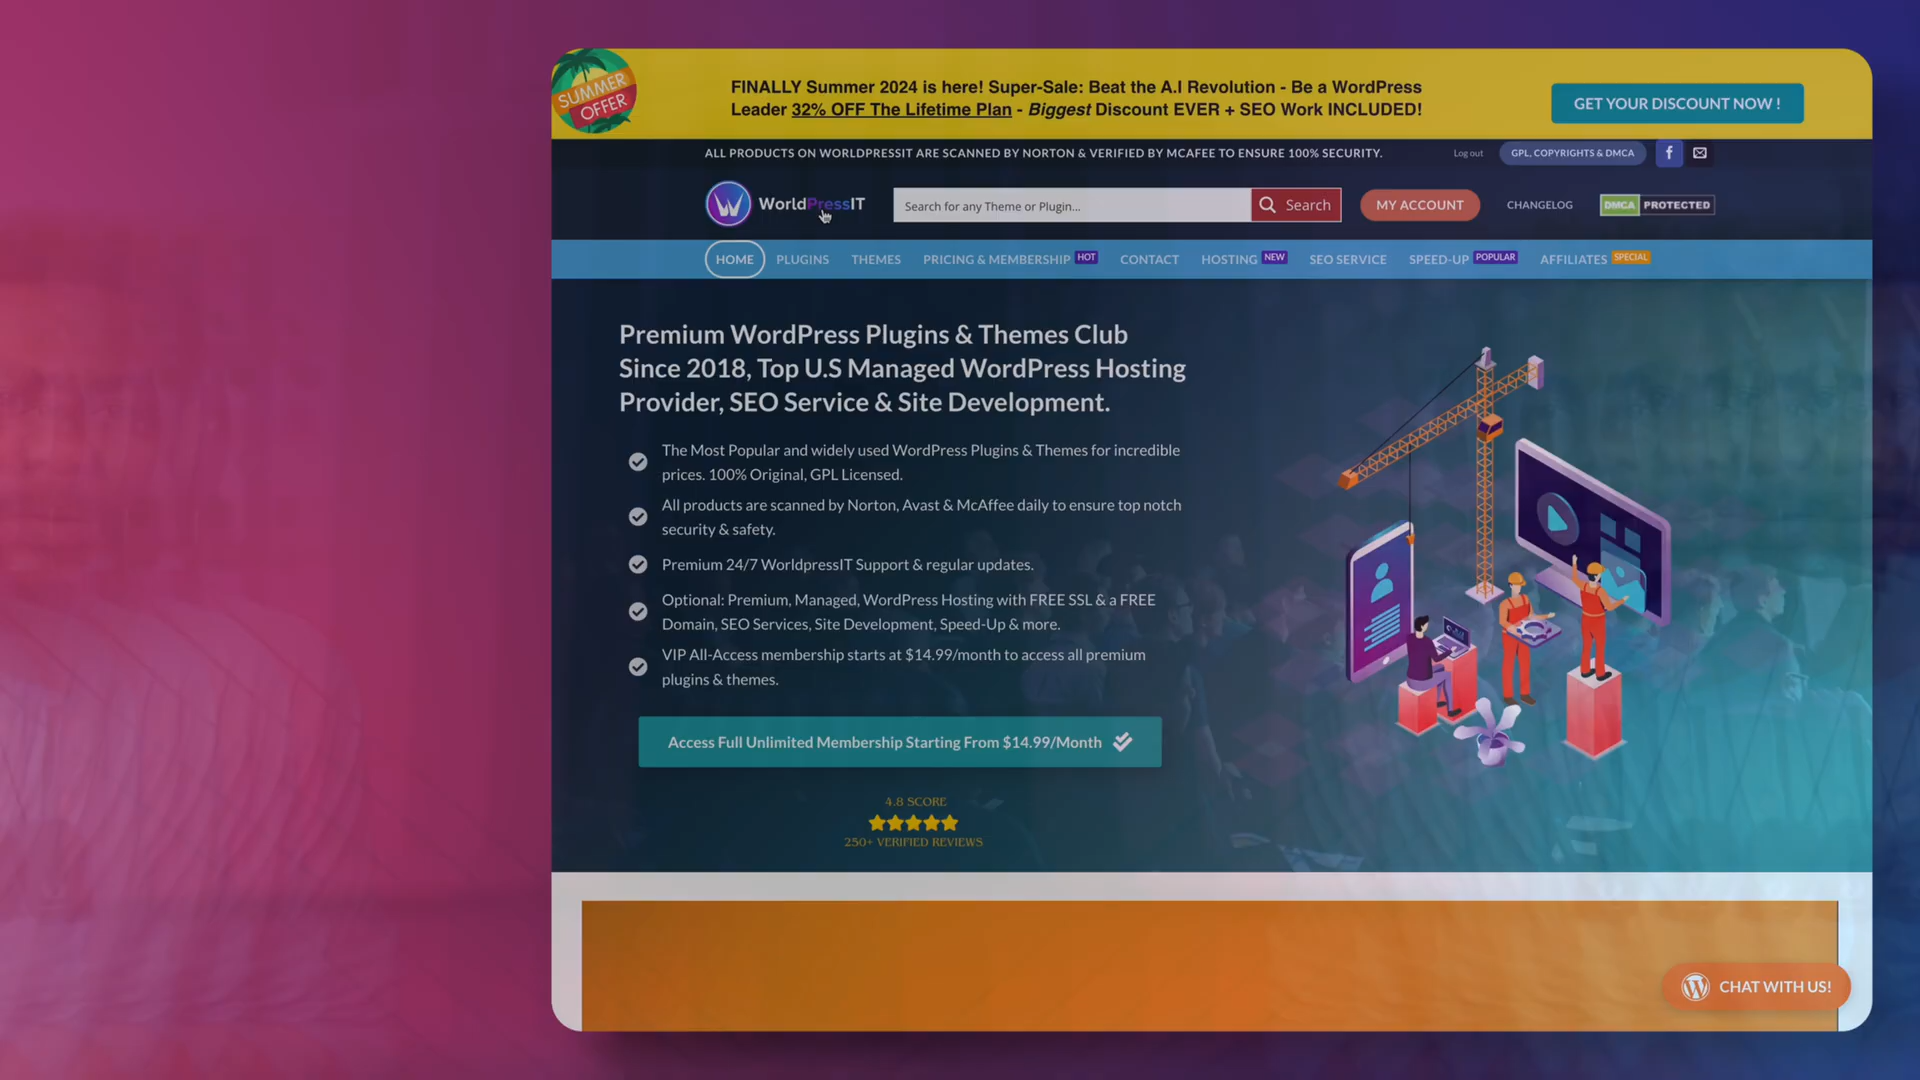 SUMMER
OFFER
FINALLY Summer 2024 is here! Super-Sale: Beat the A.I Revolution - Be a WordPress
Leader 32% OFF The Lifetime Plan - Biggest Discount EVER + SEO Work INCLUDED!
GET YOUR DISCOUNT NOW !
ALL PRODUCTS ON WORLDPRESSIT ARE SCANNED BY NORTON & VERIFIED BY MCAFEE TO ENSURE 100% SECURITY.
Log out
GPL, COPYRIGHTS & DMCA
WorldPressIT
Search for any Theme or Plugin...
Search
MY ACCOUNT
CHANGELOG
DMCA PROTECTED
HOME PLUGINS THEMES PRICING & MEMBERSHIP HOT CONTACT HOSTING NEW SEO SERVICE SPEED-UP POPULAR AFFILIATES SPECIAL
Premium WordPress Plugins & Themes Club
Since 2018, Top U.S Managed WordPress Hosting
Provider, SEO Service & Site Development.
The Most Popular and widely used WordPress Plugins & Themes for incredible
prices. 100% Original, GPL Licensed.
All products are scanned by Norton, Avast & McAffee daily to ensure top notch
security & safety.
Premium 24/7 WorldpressIT Support & regular updates.
Optional: Premium, Managed, WordPress Hosting with FREE SSL & a FREE
Domain, SEO Services, Site Development, Speed-Up & more.
VIP All-Access membership starts at $14.99/month to access all premium
plugins & themes.
Access Full Unlimited Membership Starting From $14.99/Month
4.8 SCORE
250+ VERIFIED REVIEWS
CHAT WITH US!